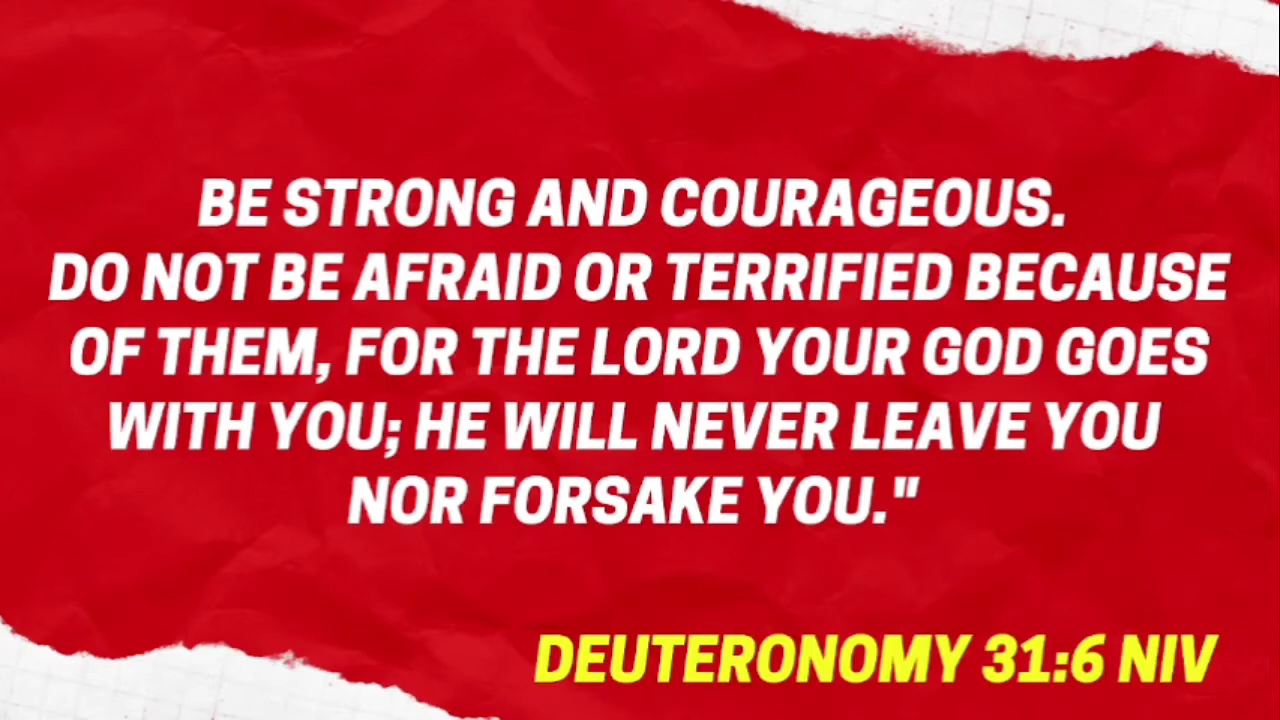 BE STRONG AND COURAGEOUS.
DO NOT BE AFRAID OR TERRIFIED BECAUSE
OF THEM, FOR THE LORD YOUR GOD GOES
WITH YOU; HE WILL NEVER LEAVE YOU
NOR FORSAKE YOU."
DEUTERONOMY 31:6 NIV